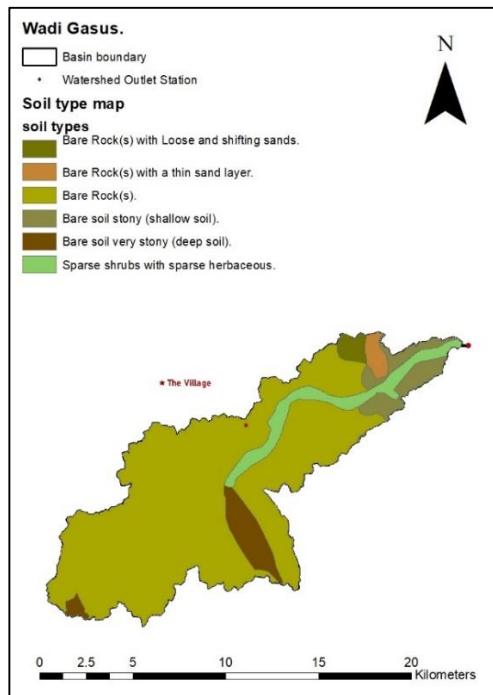 Wadi Gasus.
Basin boundary
Watershed Outlet Station
Soil type map
soil types
Bare Rock(s) with Loose and shifting sands.
Bare Rock(s) with a thin sand layer.
Bare Rock(s).
Bare soil stony (shallow soil).
Bare soil very stony (deep soil).
Sparse shrubs with sparse herbaceous.
N
The Village
0 2.5 5 10 15 20
Kilometers